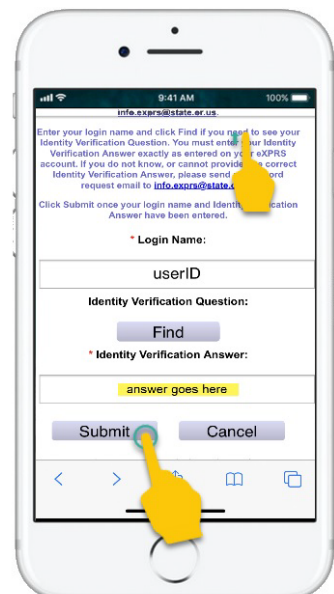 9:41 AM 100%
info.exprs@state.or.us.
Enter your login name and click Find if you need to see your
Identity Verification Question. You must enter your Identity
Verification Answer exactly as entered on your eXPRS
account. If you do not know, or cannot provide the correct
Identity Verification Answer, please send a
request email to info.exprs@state.
Click Submit once your login name and Identity Verification
Answer have been entered.
* Login Name:
userID
Identity Verification Question:
Find
* Identity Verification Answer:
answer goes here
Submit Cancel